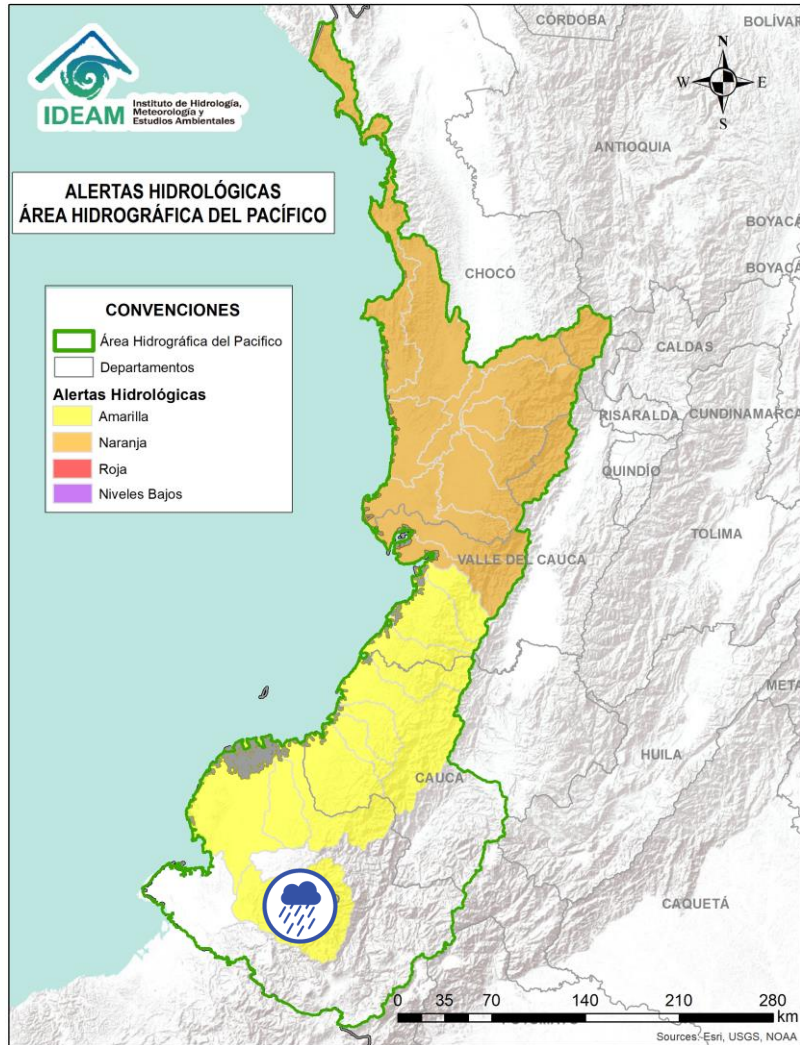 IDEAM
Instituto de Hidrología,
Meteorología y
Estudios Ambientales
CÓRDOBA
BOLÍVAR
N
W
E
S
ANTIOQUIA
ALERTAS HIDROLÓGICAS
ÁREA HIDROGRÁFICA DEL PACÍFICO
BOYACÁ
BOYACÁ
CHOCÓ
CONVENCIONES
Área Hidrográfica del Pacifico
Departamentos
Alertas Hidrológicas
Amarilla
Naranja
Roja
Niveles Bajos
CALDAS
RISARALDA
CUNDINAMARCA
QUINDÍO
TOLIMA
VALLE DEL CAUCA
META
HUILA
CAUCA
CAQUETÁ
0 35 70 140 210 280
km
Sources: Esri, USGS, NOAA